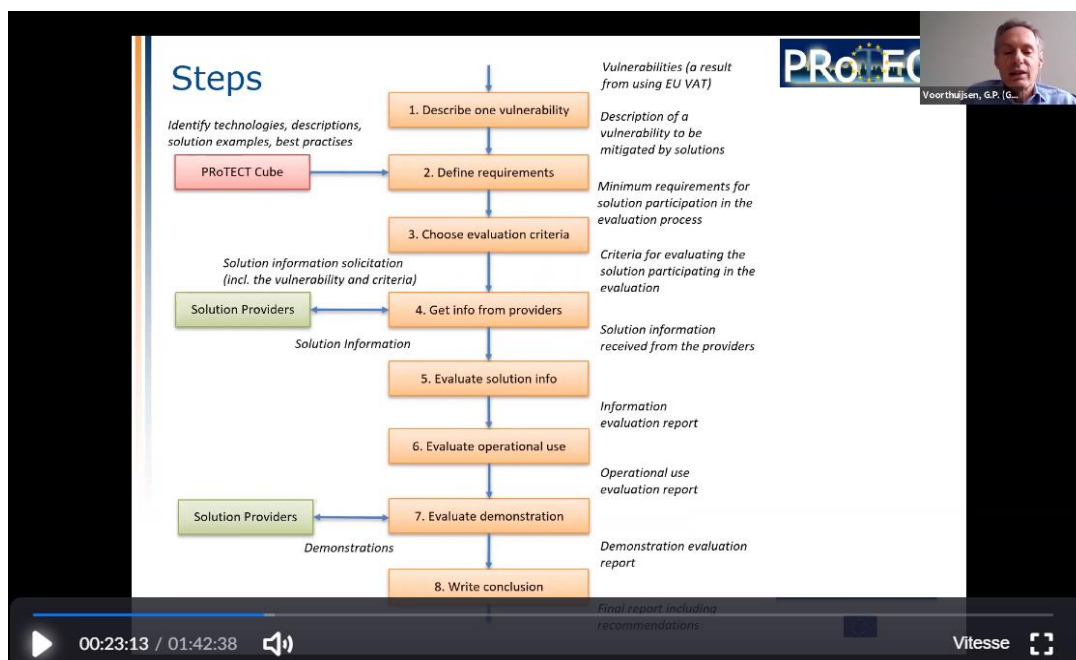 Steps
Vulnerabilities (a result
from using EU VAT)
PRoTEC
Voorthuijsen, G.P. (G...
1. Describe one vulnerability
Identify technologies, descriptions,
solution examples, best practises
Description of a
vulnerability to be
mitigated by solutions
PRoTECT Cube
2. Define requirements
Minimum requirements for
solution participation in the
evaluation process
3. Choose evaluation criteria
Solution information solicitation
(incl. the vulnerability and criteria)
Criteria for evaluating the
solution participating in the
evaluation
Solution Providers
4. Get info from providers
Solution Information
Solution information
received from the providers
5. Evaluate solution info
Information
evaluation report
6. Evaluate operational use
Operational use
evaluation report
Solution Providers
7. Evaluate demonstration
Demonstrations
Demonstration evaluation
report
8. Write conclusion
Final report including
recommendations
00:23:13 / 01:42:38
Vitesse